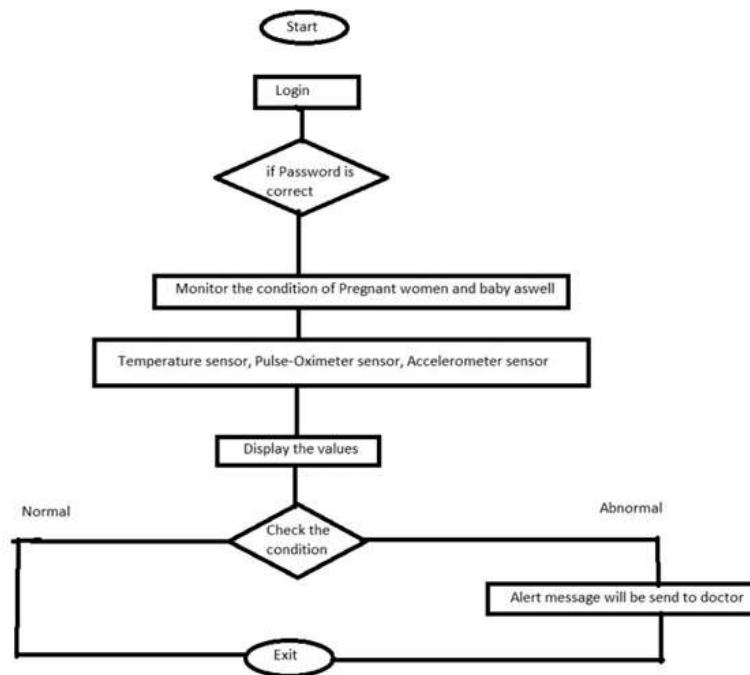 Start
Login
if Password is
correct
Monitor the condition of Pregnant women and baby aswell
Temperature sensor, Pulse-Oximeter sensor, Accelerometer sensor
Display the values
Normal
Check the
condition
Abnormal
Alert message will be send to doctor
Exit